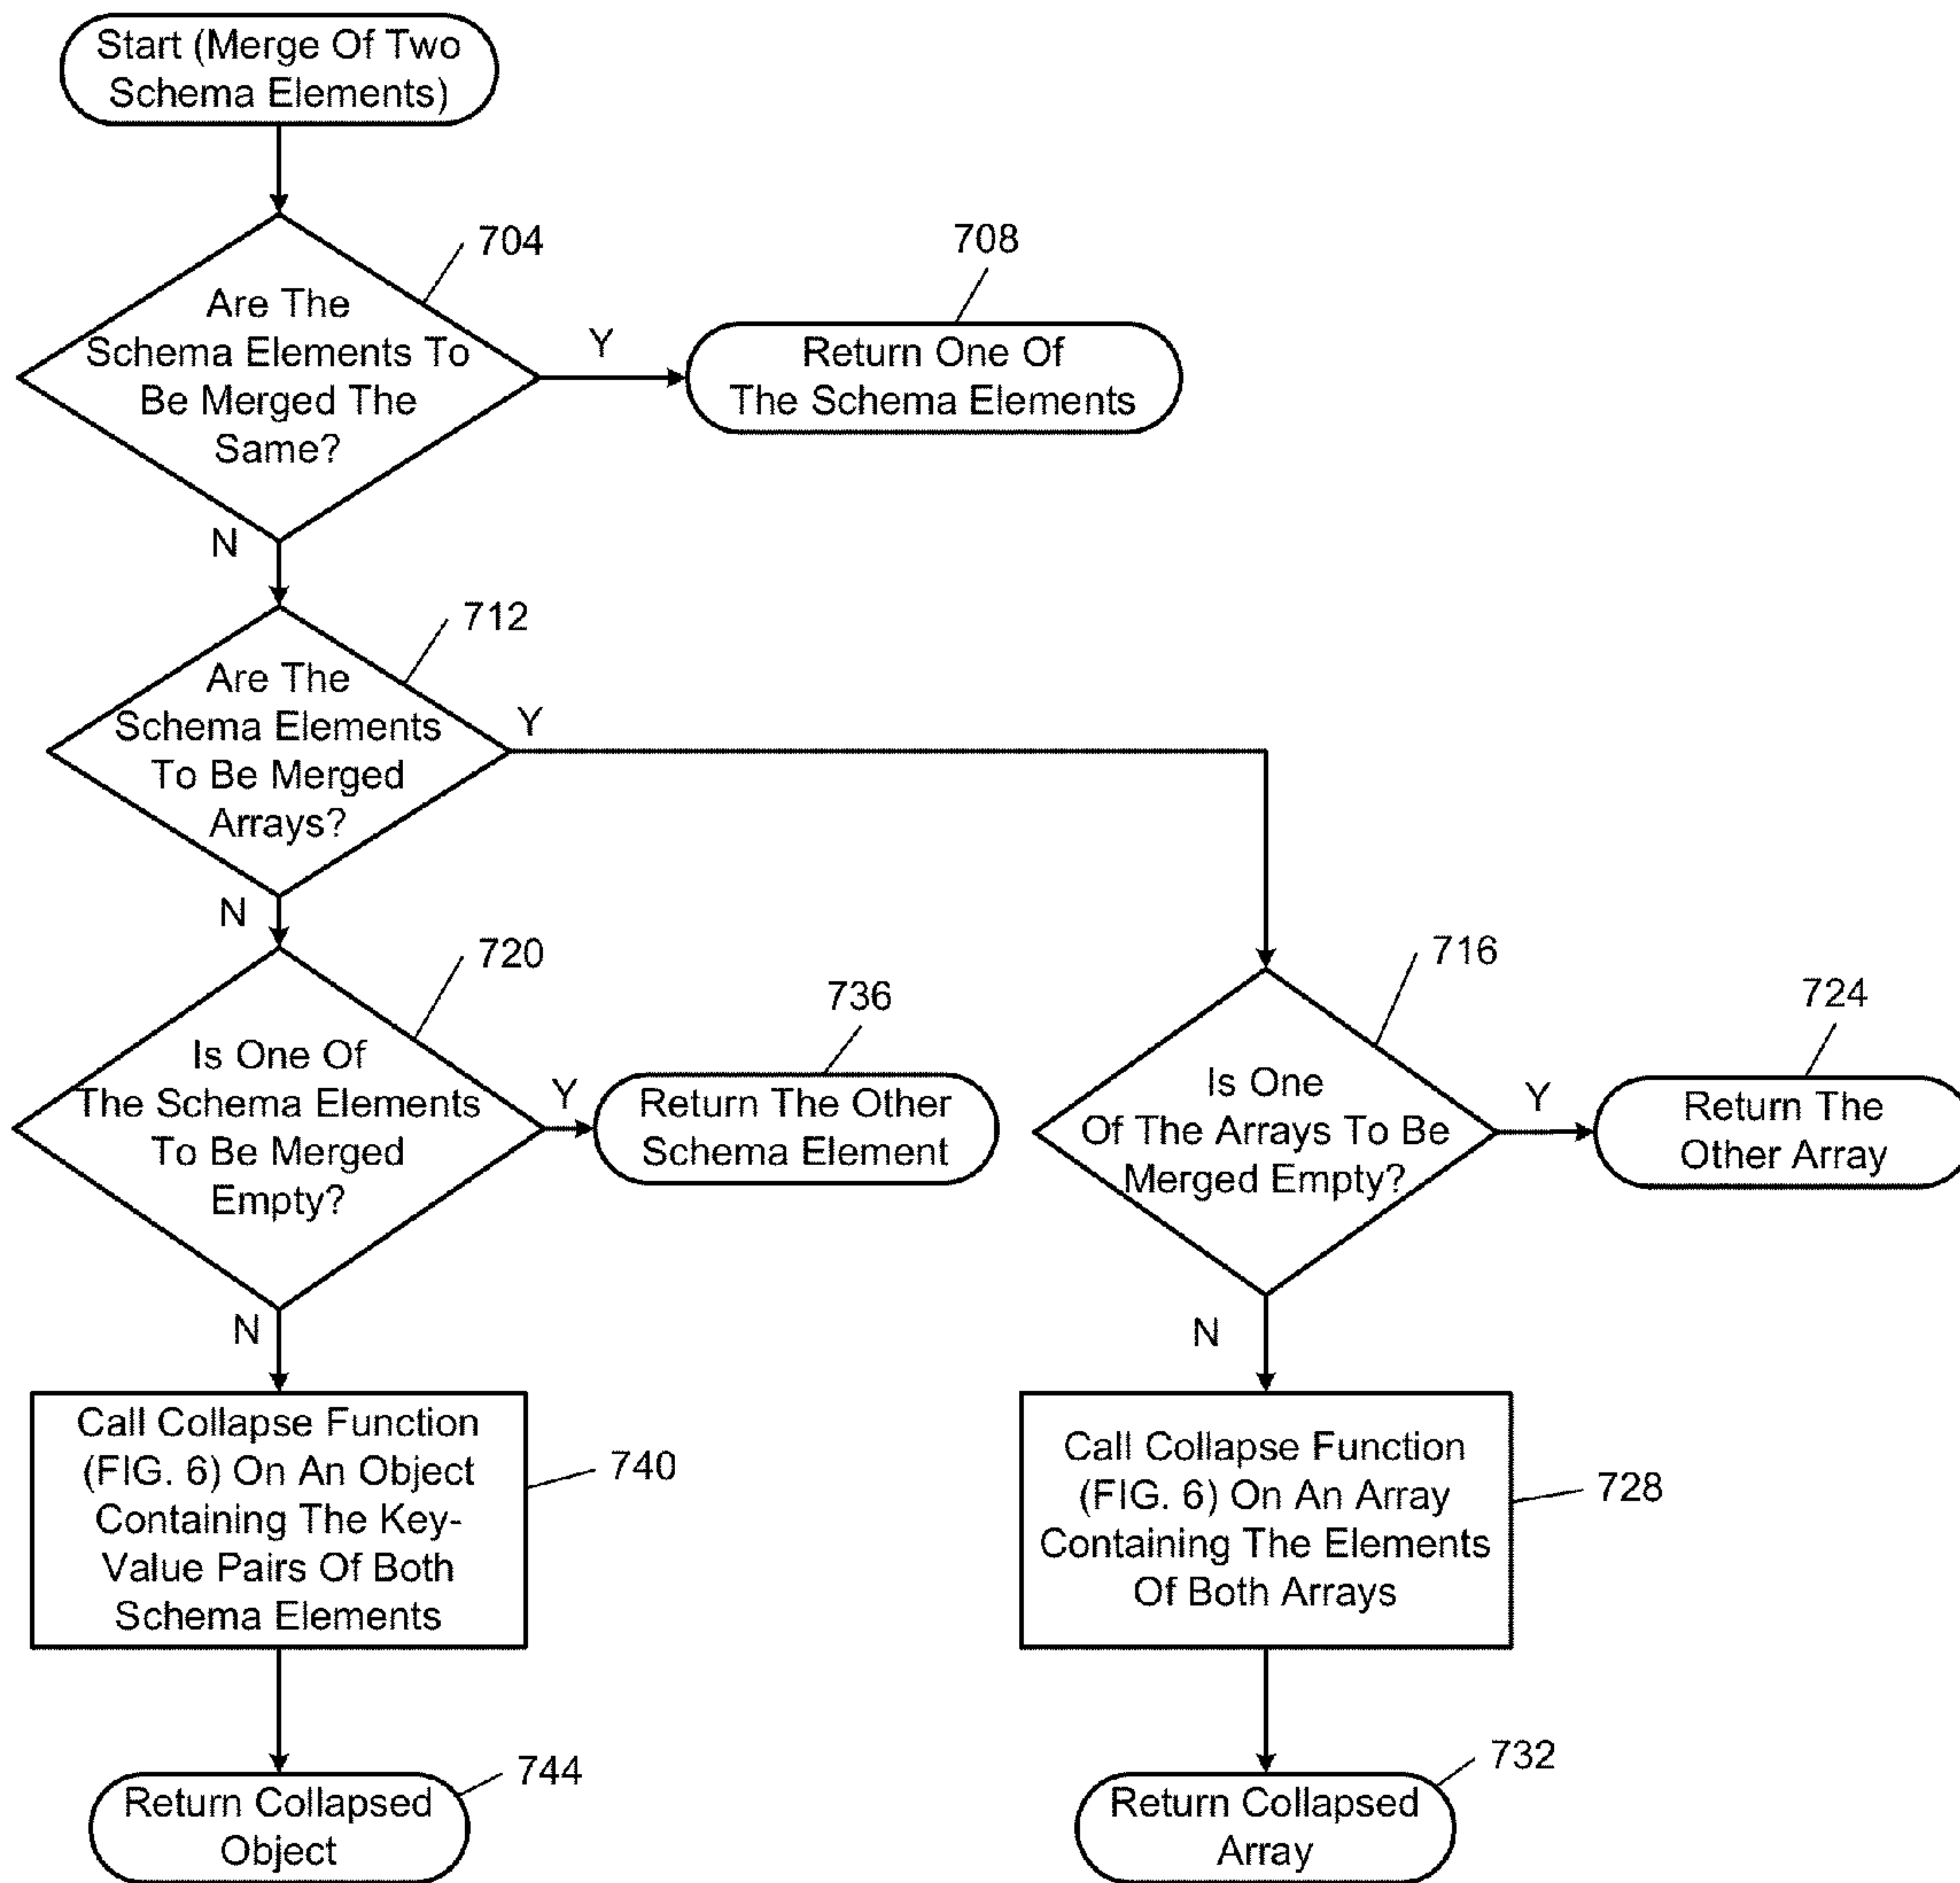 Start (Merge Of Two
Schema Elements)
704
Are The
Schema Elements To
Be Merged The
Same?
Y
708
Return One Of
The Schema Elements
N
712
Are The
Schema Elements
To Be Merged
Arrays?
Y
N
720
Is One Of
The Schema Elements
To Be Merged
Empty?
Y
736
Return The Other
Schema Element
716
Is One
Of The Arrays To Be
Merged Empty?
Y
724
Return The
Other Array
N
Call Collapse Function
(FIG. 6) On An Object
Containing The Key-
Value Pairs Of Both
Schema Elements
740
N
Call Collapse Function
(FIG. 6) On An Array
Containing The Elements
Of Both Arrays
728
744
Return Collapsed
Object
732
Return Collapsed
Array